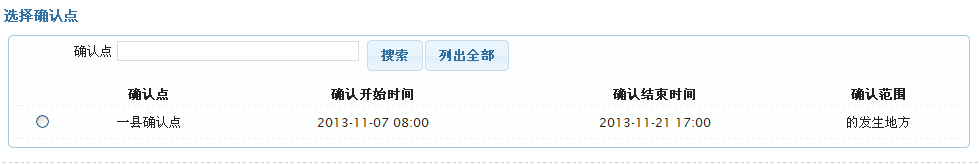 选择确认点
确认点 搜索 列出全部
确认点 确认开始时间 确认结束时间 确认范围
一县确认点 2013-11-07 08:00 2013-11-21 17:00 的发生地方